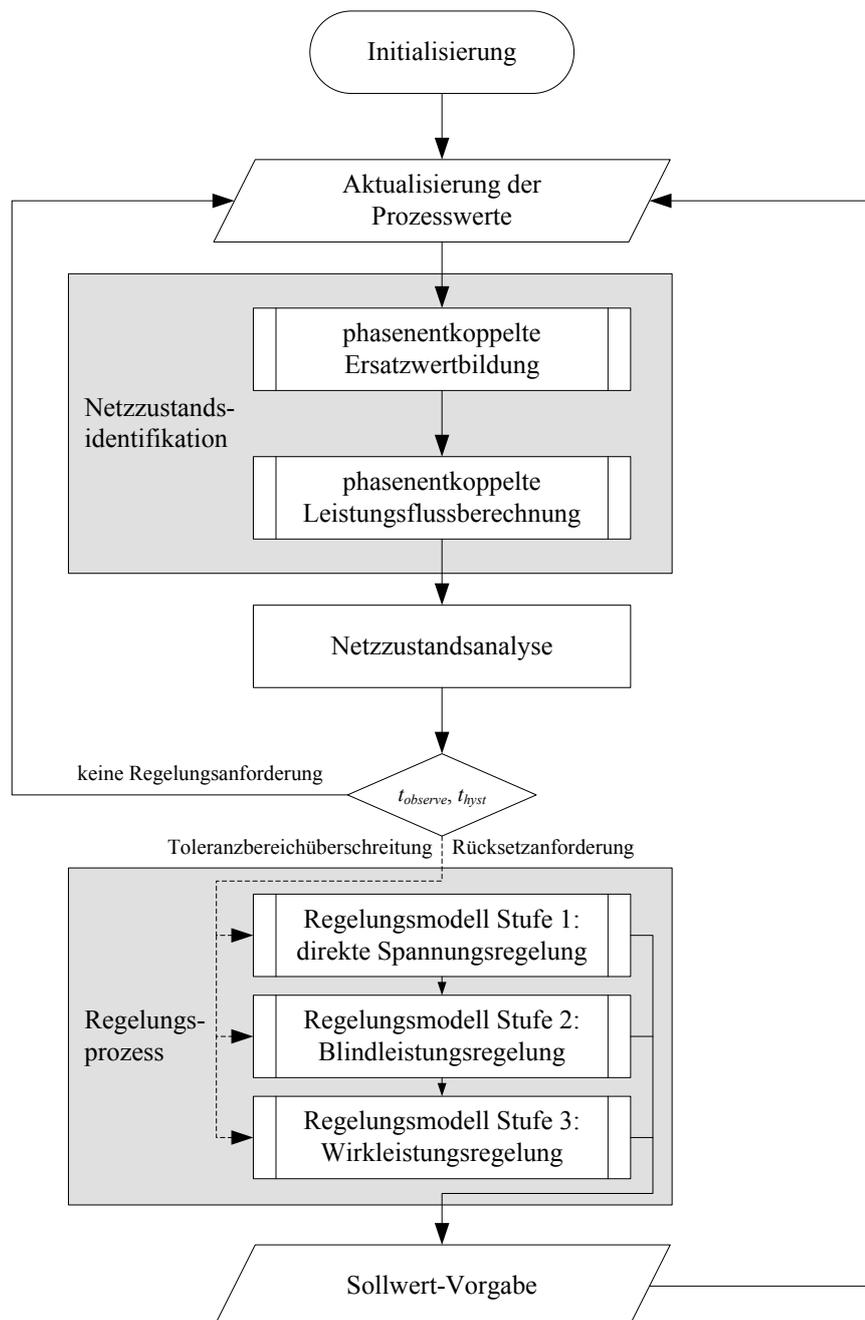 Initialisierung
Aktualisierung der
Prozesswerte
phasenentkoppelte
Ersatzwertbildung
Netzzustands-
identifikation
phasenentkoppelte
Leistungsflussberechnung
Netzzustandsanalyse
keine Regelungsanforderung
tobserve, thyst
Toleranzbereichüberschreitung
Rücksetzanforderung
Regelungsmodell Stufe 1:
direkte Spannungsregelung
Regelungs-
prozess
Regelungsmodell Stufe 2:
Blindleistungsregelung
Regelungsmodell Stufe 3:
Wirkleistungsregelung
Sollwert-Vorgabe